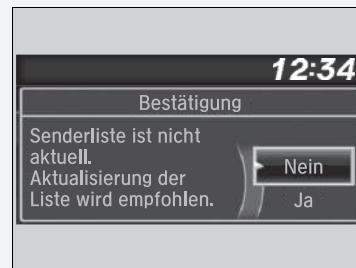 12:34
Bestätigung
Senderliste ist nicht
aktuell.
Aktualisierung der
Liste wird empfohlen.
Nein
Ja